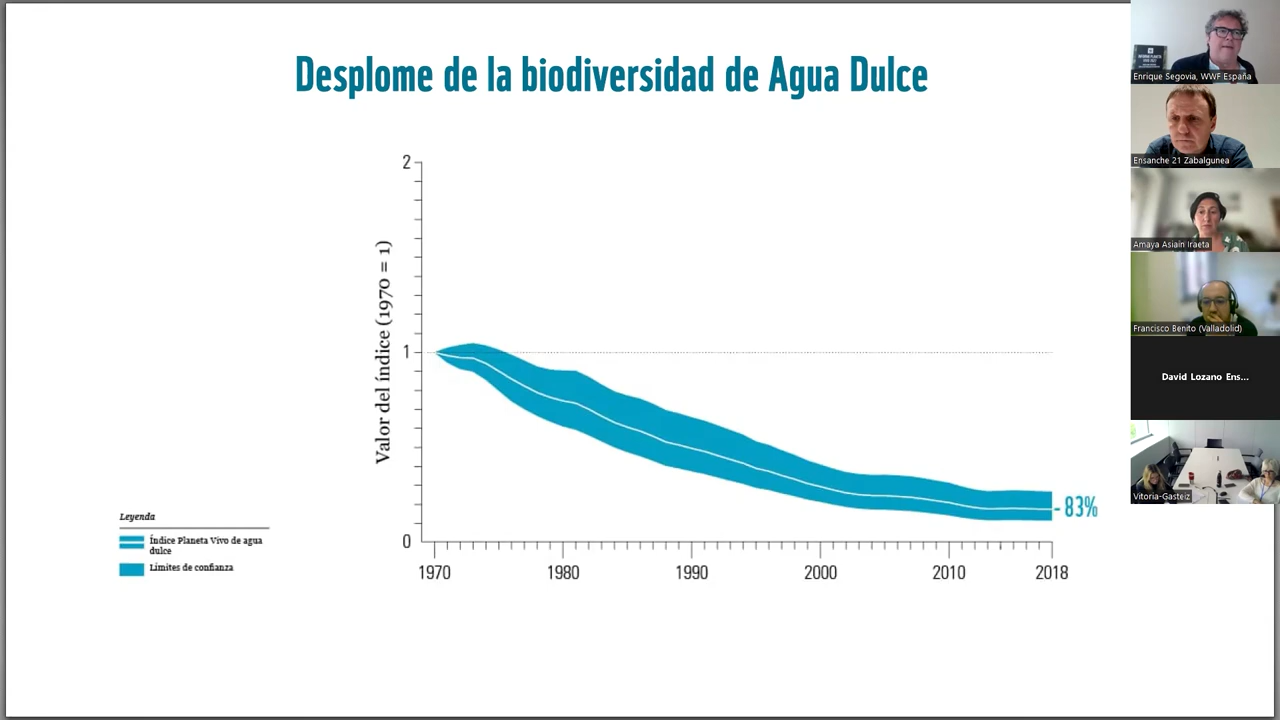 Desplome de la biodiversidad de Agua Dulce
Valor del índice (1970 = 1)
2
1
0
1970
1980
1990
2000
2010
2018
- 83%
Leyenda
Índice Planeta Vivo de agua
dulce
Límites de confianza
Enrique Segovia, WWF España
Ensanche 21 Zabalgunea
Amaya Asiaín Iraeta
Francisco Benito (Valladolid)
David Lozano Ens...
Vitoria-Gasteiz